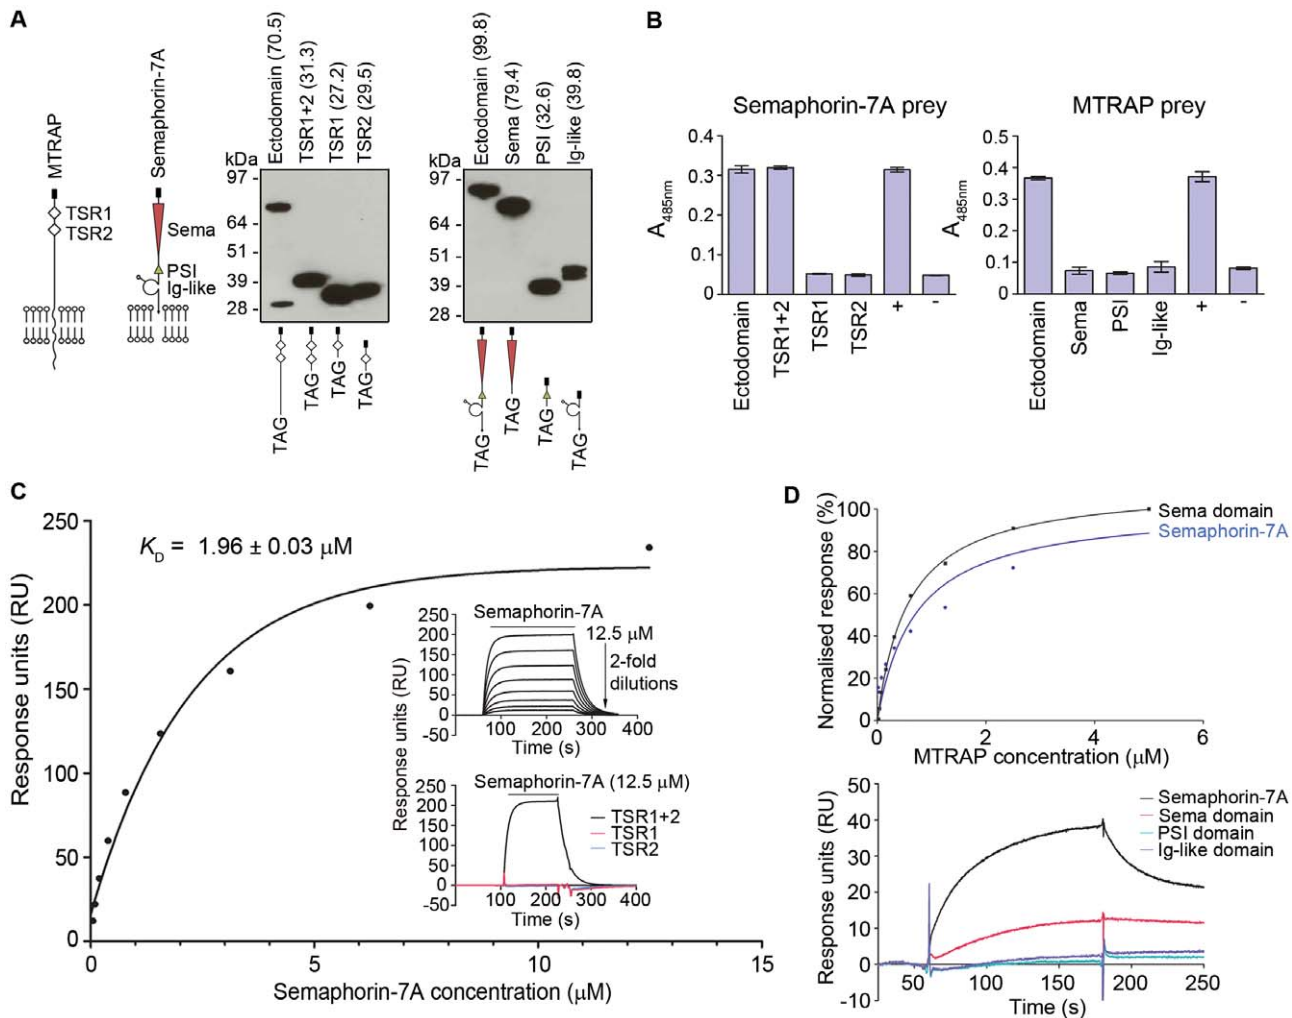 A
MTRAP
TSR1
TSR2
Semaphorin-7A
Sema
PSI
Ig-like
kDa
97
64
51
39
28
Ectodomain (70.5)
TSR1+2 (31.3)
TSR1 (27.2)
TSR2 (29.5)
TAG
TAG
TAG
TAG
kDa
97
64
51
39
28
Ectodomain (99.8)
Sema (79.4)
PSI (32.6)
Ig-like (39.8)
TAG
TAG
TAG
TAG
B
Semaphorin-7A prey
A485nm
0.4
0.3
0.2
0.1
0
Ectodomain
TSR1+2
TSR1
TSR2
+
-
MTRAP prey
A485nm
0.5
0.4
0.3
0.2
0.1
0
Ectodomain
Sema
PSI
Ig-like
+
-
C
KD = 1.96 ± 0.03 μM
Response units (RU)
250
200
150
100
50
0
0
5
10
15
Semaphorin-7A concentration (μM)
Semaphorin-7A
12.5 μM
2-fold
dilutions
Response units (RU)
250
200
150
100
50
0
-50
100
200
300
400
Time (s)
Semaphorin-7A (12.5 μM)
TSR1+2
TSR1
TSR2
250
200
150
100
50
0
-50
100
200
300
400
Time (s)
D
Normalised response (%)
100
80
60
40
20
0
0
2
4
6
MTRAP concentration (μM)
Sema domain
Semaphorin-7A
Response units (RU)
50
40
30
20
10
0
-10
50
100
150
200
250
Time (s)
Semaphorin-7A
Sema domain
PSI domain
Ig-like domain